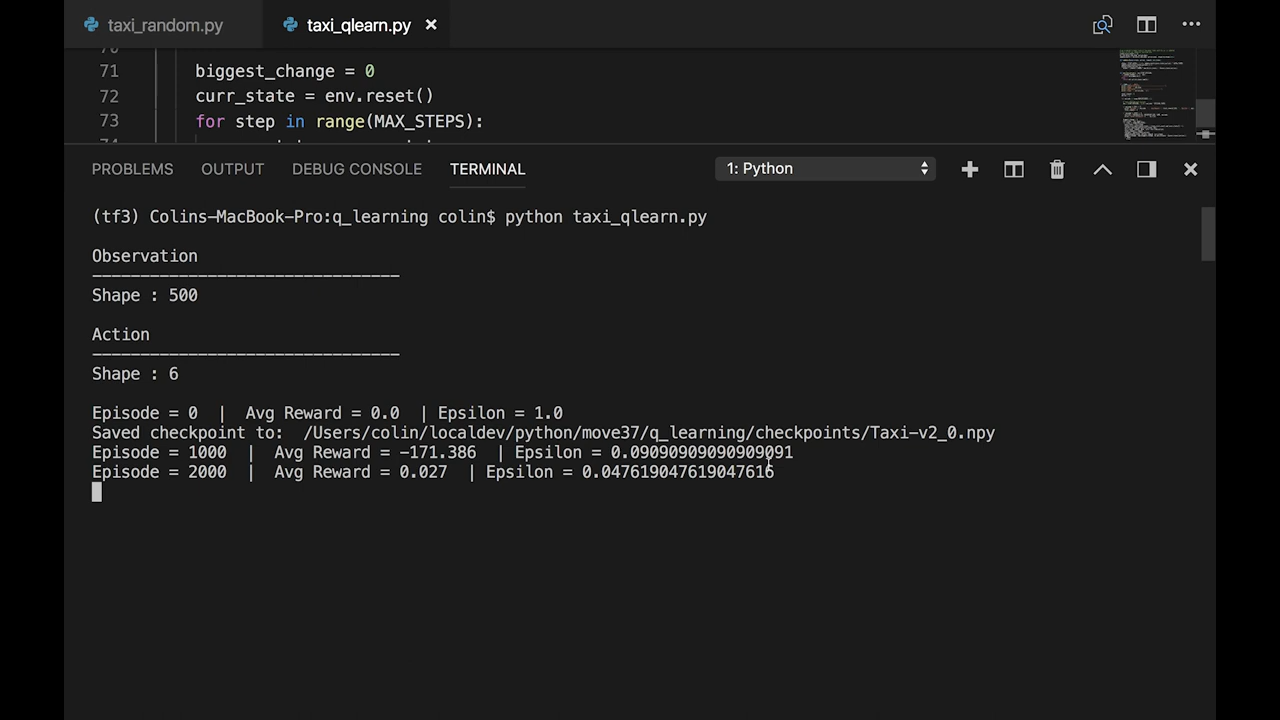 taxi_random.py taxi_qlearn.py
71 biggest_change = 0
72 curr_state = env.reset()
73 for step in range(MAX_STEPS):
PROBLEMS OUTPUT DEBUG CONSOLE TERMINAL 1: Python
(tf3) Colins-MacBook-Pro:q_learning colin$ python taxi_qlearn.py
Observation
--------------------------------
Shape : 500
Action
--------------------------------
Shape : 6
Episode = 0 | Avg Reward = 0.0 | Epsilon = 1.0
Saved checkpoint to: /Users/colin/localdev/python/move37/q_learning/checkpoints/Taxi-v2_0.npy
Episode = 1000 | Avg Reward = -171.386 | Epsilon = 0.09090909090909091
Episode = 2000 | Avg Reward = 0.027 | Epsilon = 0.047619047619047616